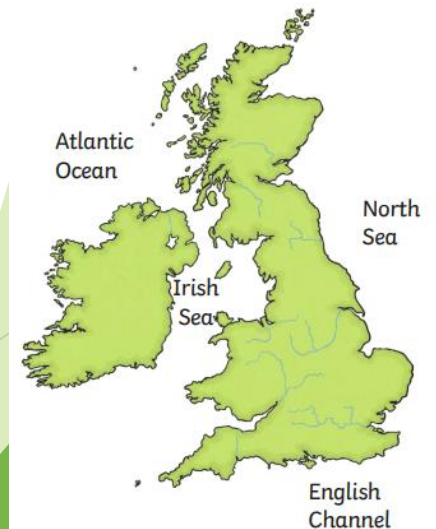 Atlantic
Ocean
North
Sea
Irish
Sea
English
Channel